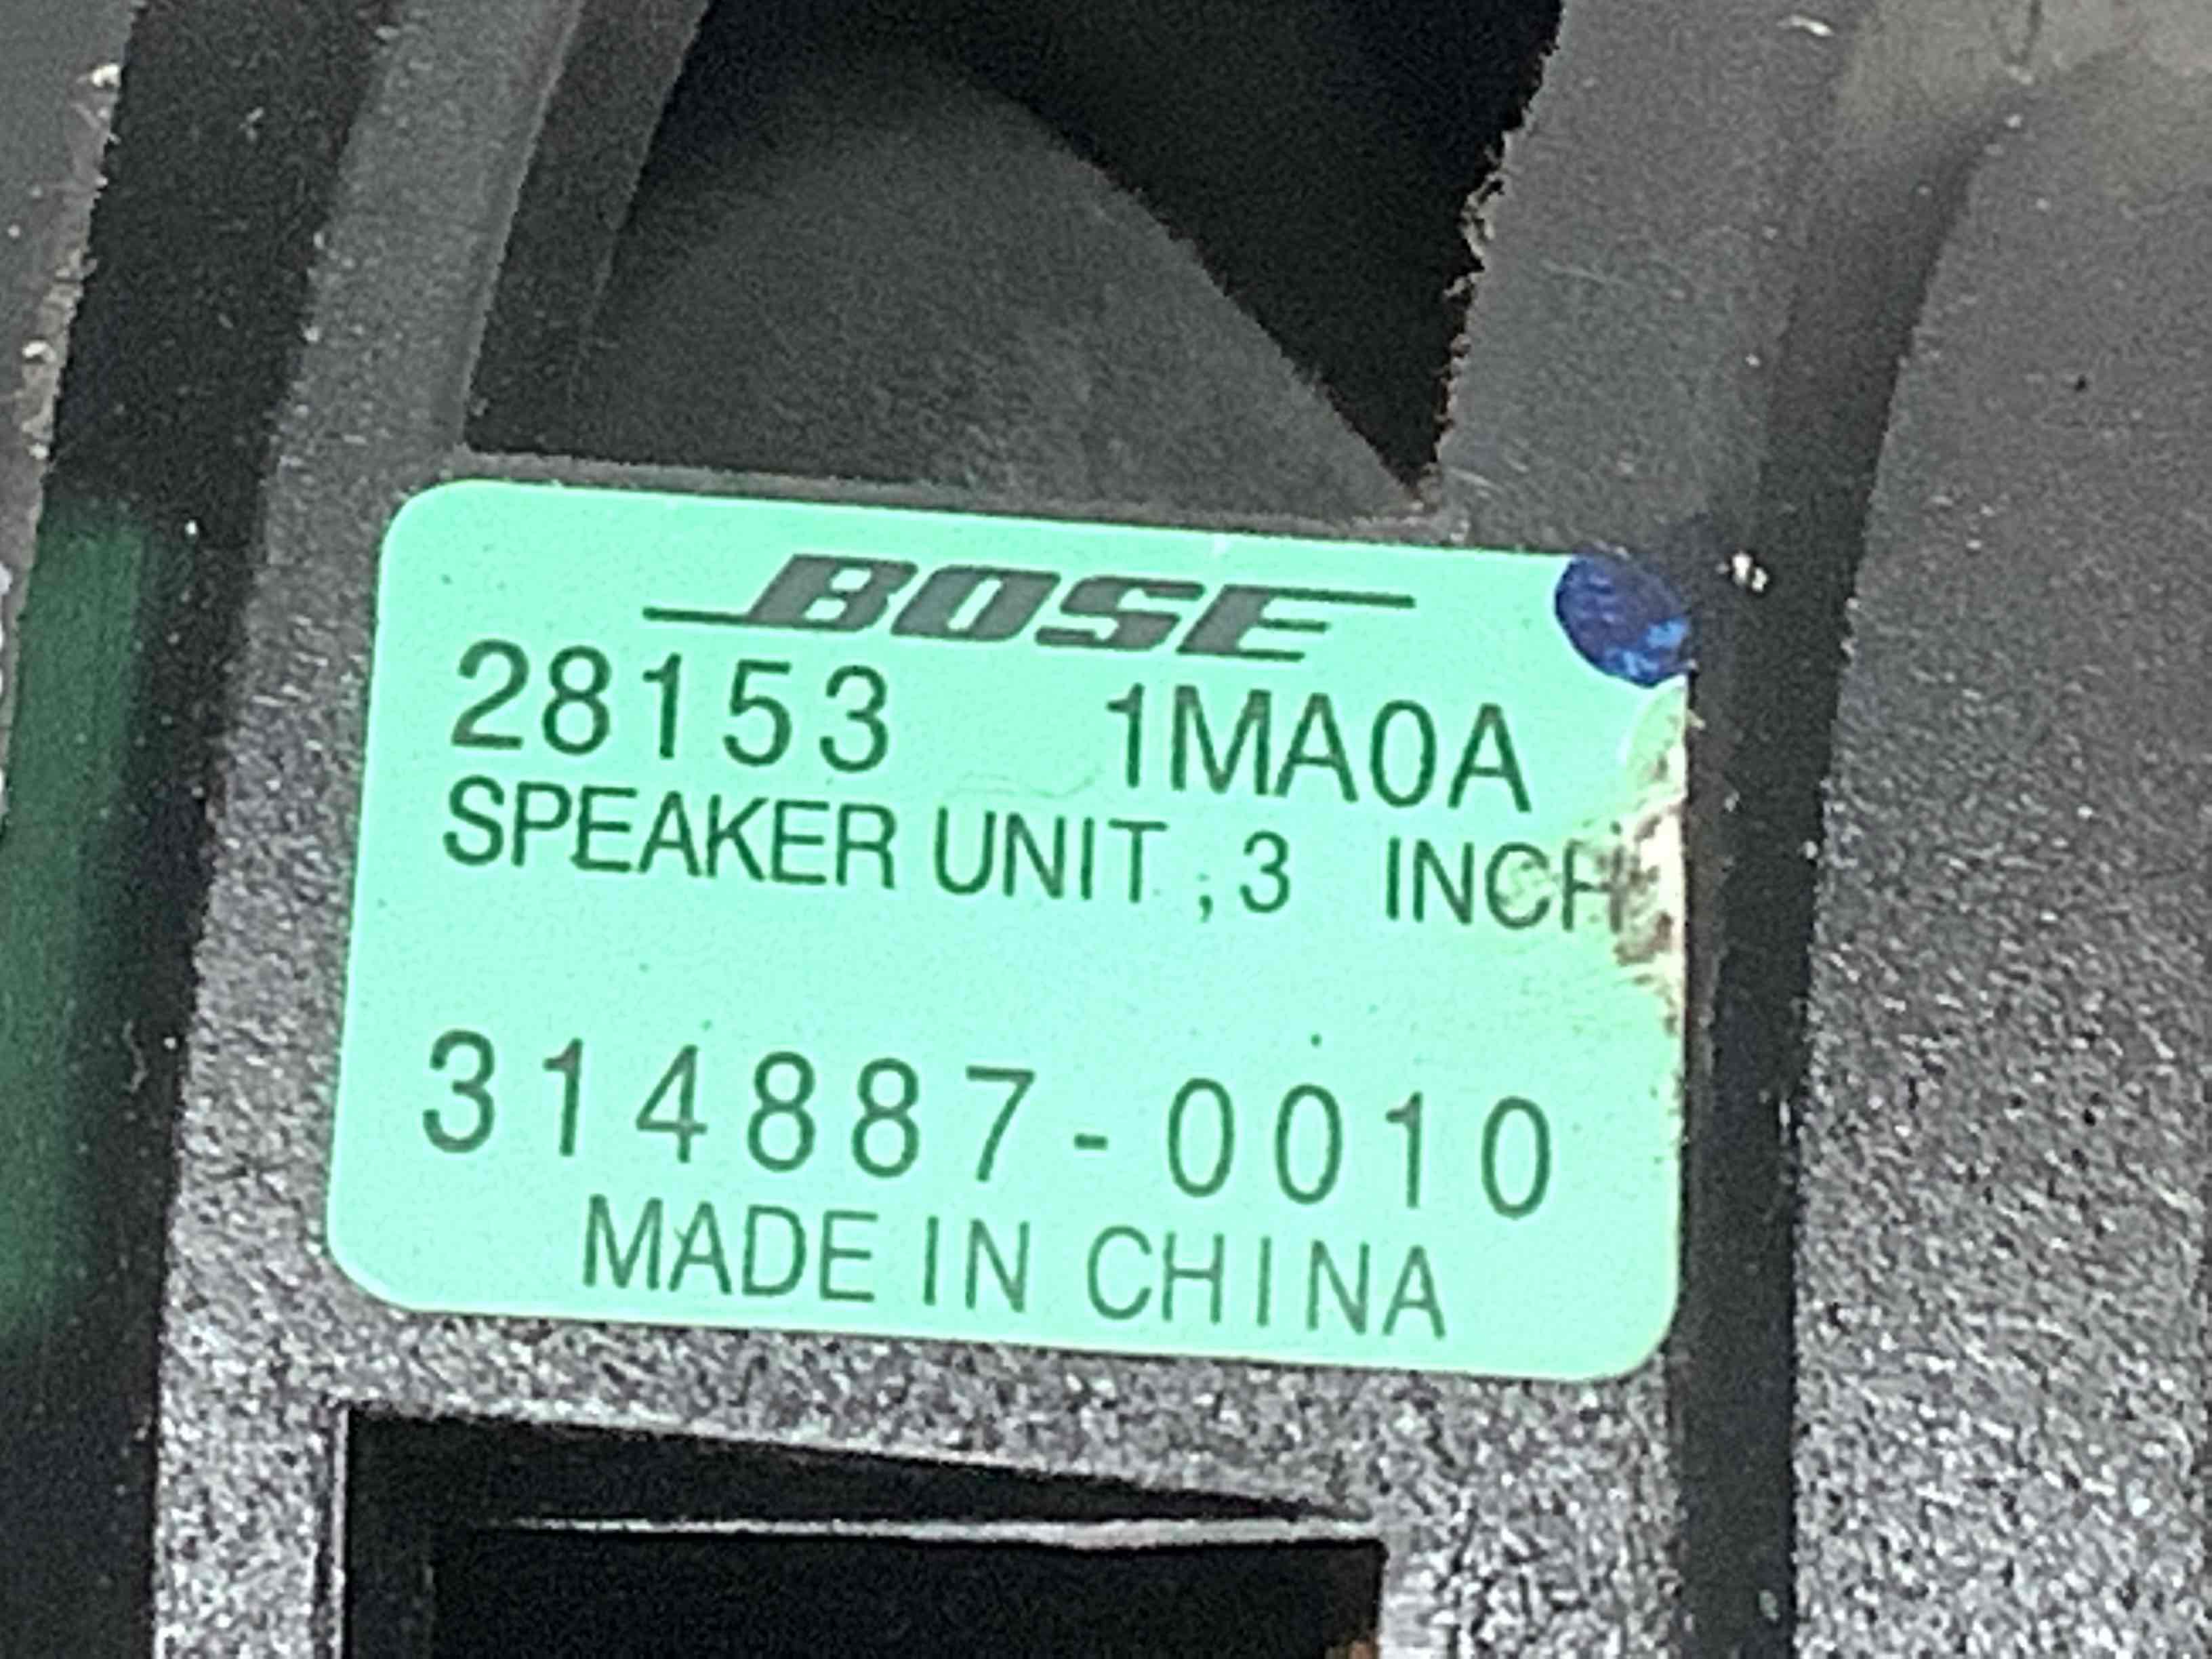 BOSE
28153 1MA0A
SPEAKER UNIT ,3 INCH
314887-0010
MADE IN CHINA